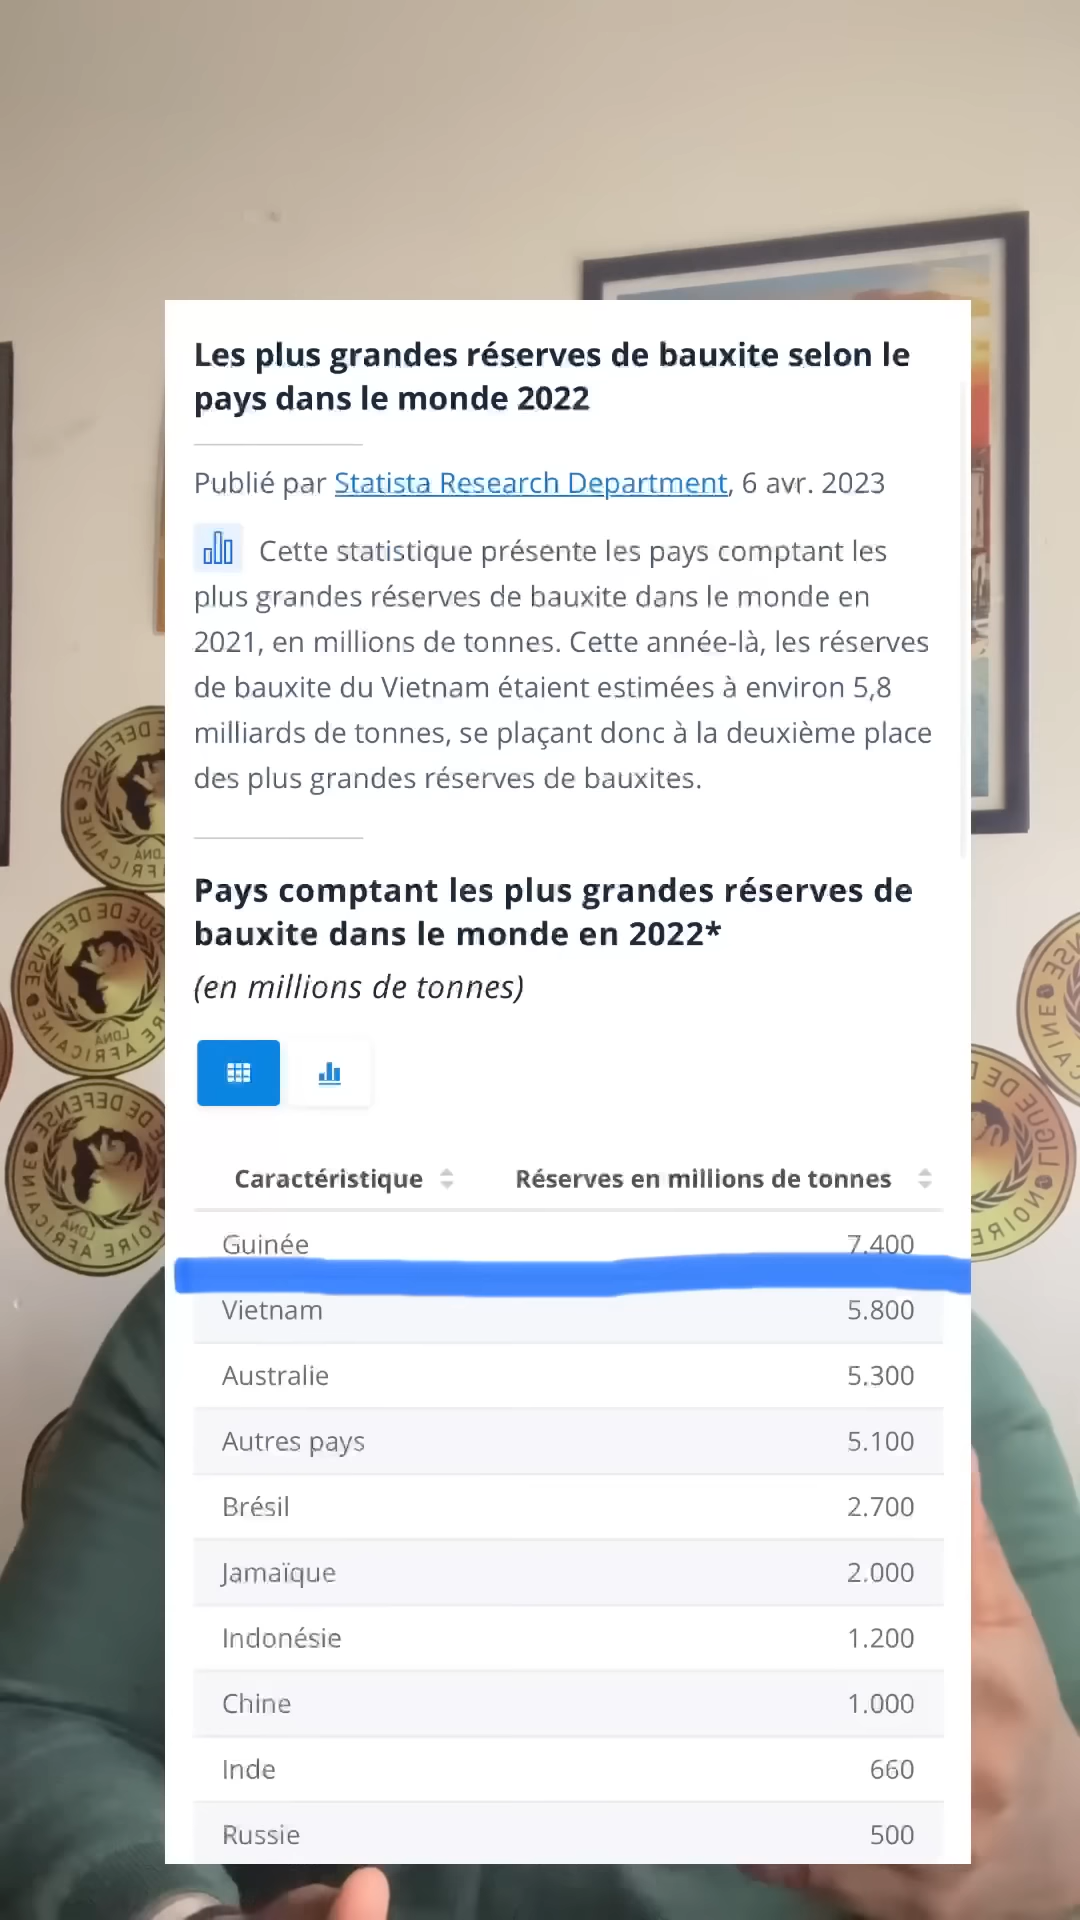 Les plus grandes réserves de bauxite selon le
pays dans le monde 2022
Publié par Statista Research Department, 6 avr. 2023
Cette statistique présente les pays comptant les
plus grandes réserves de bauxite dans le monde en
2021, en millions de tonnes. Cette année-là, les réserves
de bauxite du Vietnam étaient estimées à environ 5,8
milliards de tonnes, se plaçant donc à la deuxième place
des plus grandes réserves de bauxites.
Pays comptant les plus grandes réserves de
bauxite dans le monde en 2022*
(en millions de tonnes)
Caractéristique Réserves en millions de tonnes
Guinée 7.400
Vietnam 5.800
Australie 5.300
Autres pays 5.100
Brésil 2.700
Jamaïque 2.000
Indonésie 1.200
Chine 1.000
Inde 660
Russie 500
LIGUE DE DEFENSE
NOIRE AFRICAINE
LDNA